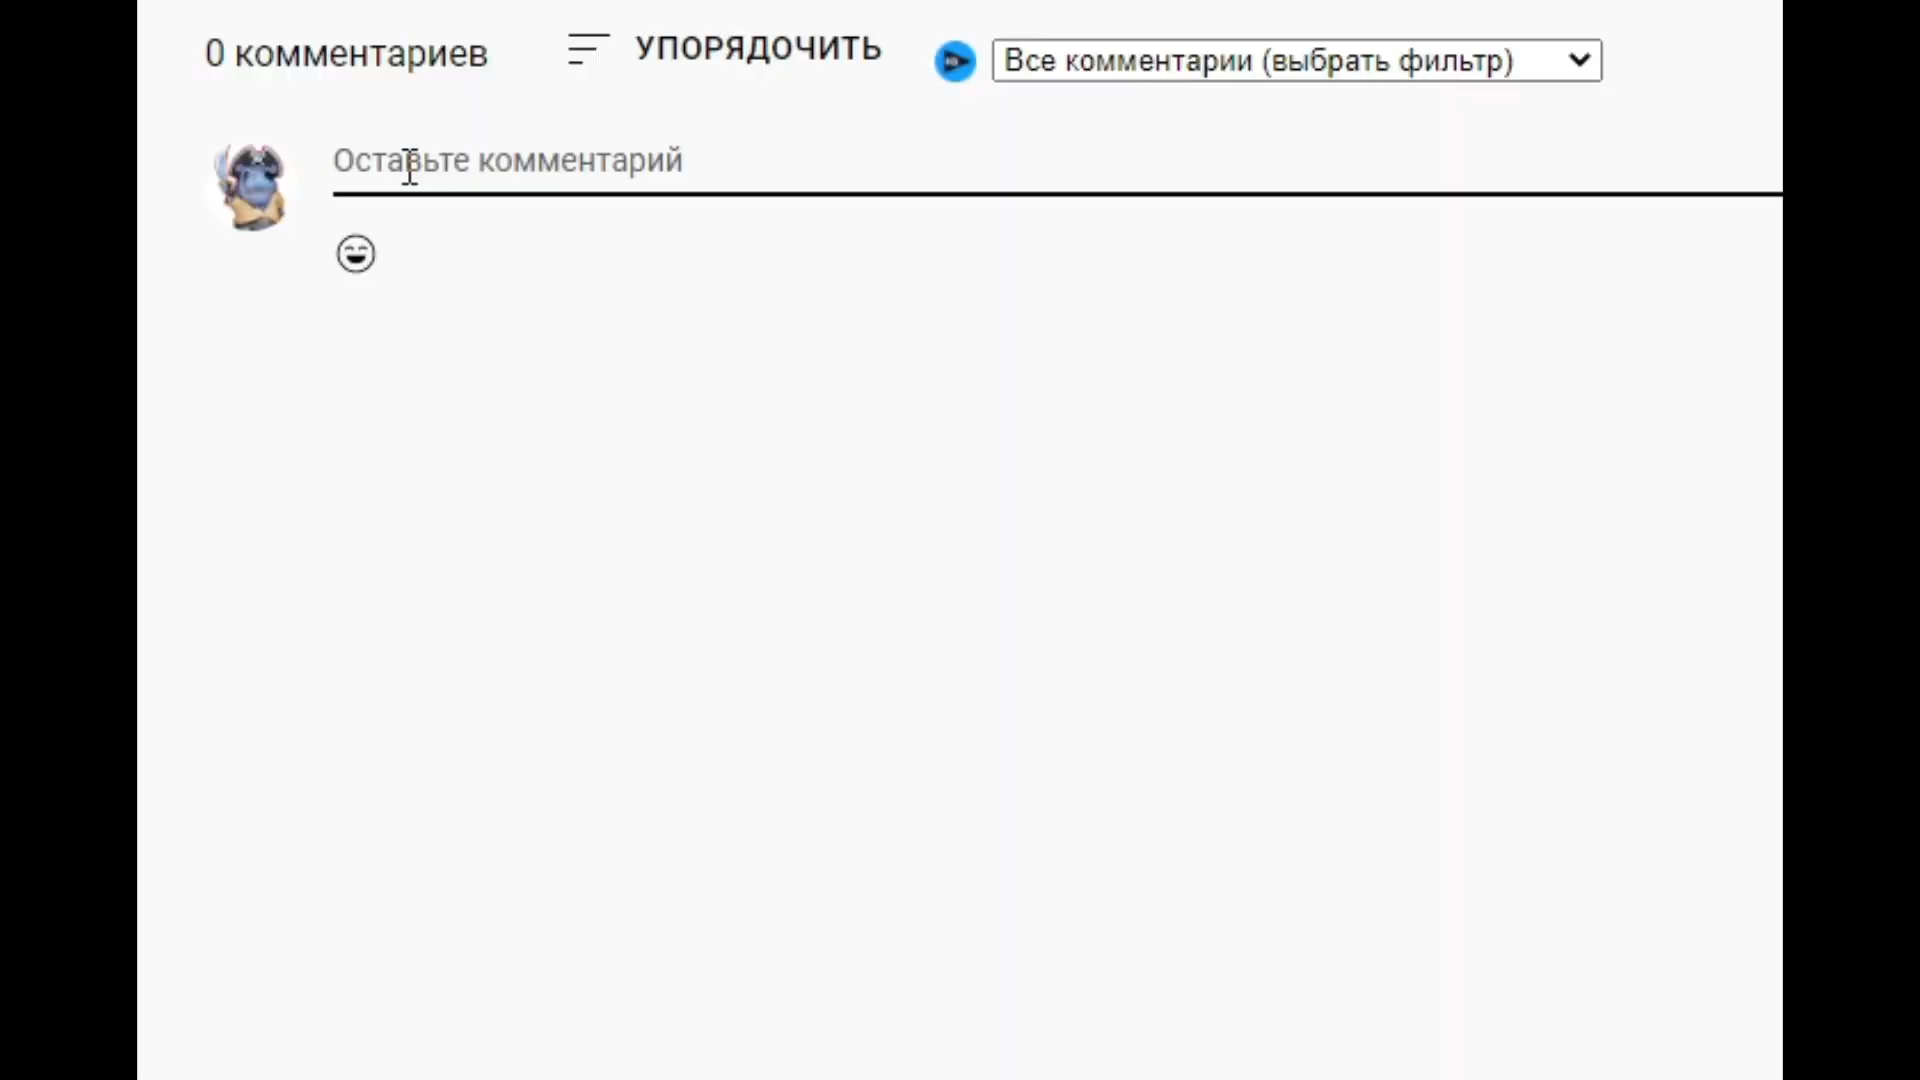 0 комментариев
УПОРЯДОЧИТЬ
Все комментарии (выбрать фильтр)
Оставьте комментарий